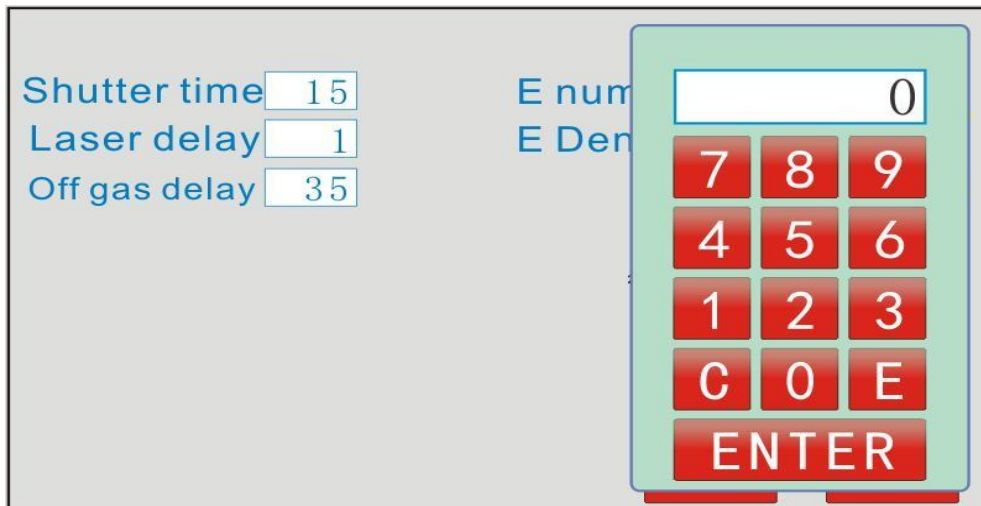 Shutter time 15
Laser delay 1
Off gas delay 35
E num
E Den
0
7 8 9
4 5 6
1 2 3
C 0 E
ENTER